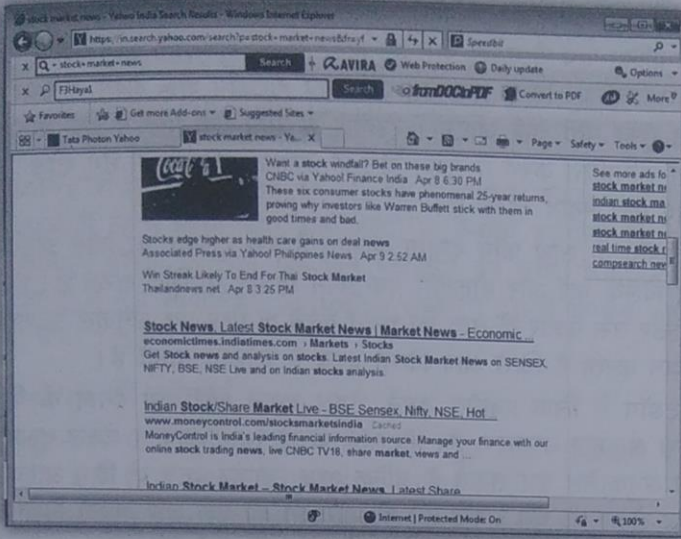 stock market news - Yahoo India Search Results - Windows Internet Explorer
https://in.search.yahoo.com/search?p=stock+market+news&fr=yf
Speedbit
x stock+market+news Search AVIRA Web Protection Daily update Options
x Search fromDOCtoPDF Convert to PDF More
Favorites Get more Add-ons Suggested Sites
Tata Photon Yahoo stock market news - Ya... X Page Safety Tools
Coca-Cola
Want a stock windfall? Bet on these big brands
CNBC via Yahoo! Finance India Apr 8 6:30 PM
These six consumer stocks have phenomenal 25-year returns,
proving why investors like Warren Buffett stick with them in
good times and bad.
Stocks edge higher as health care gains on deal news
Associated Press via Yahoo! Philippines News Apr 9 2:52 AM
Win Streak Likely To End For Thai Stock Market
Thailandnews.net Apr 8 3:25 PM
Stock News, Latest Stock Market News | Market News - Economic ...
economictimes.indiatimes.com › Markets › Stocks
Get Stock news and analysis on stocks. Latest Indian Stock Market News on SENSEX,
NIFTY, BSE, NSE Live and on Indian stocks analysis.
Indian Stock/Share Market Live - BSE Sensex, Nifty, NSE, Hot ...
www.moneycontrol.com/stocksmarketsindia Cached
MoneyControl is India's leading financial information source. Manage your finance with our
online stock trading news, live CNBC TV18, share market, views and ...
Indian Stock Market – Stock Market News, Latest Share
See more ads fo
stock market ne
indian stock ma
stock market ne
stock market ne
real time stock r
compsearch new
Internet | Protected Mode: On 100%